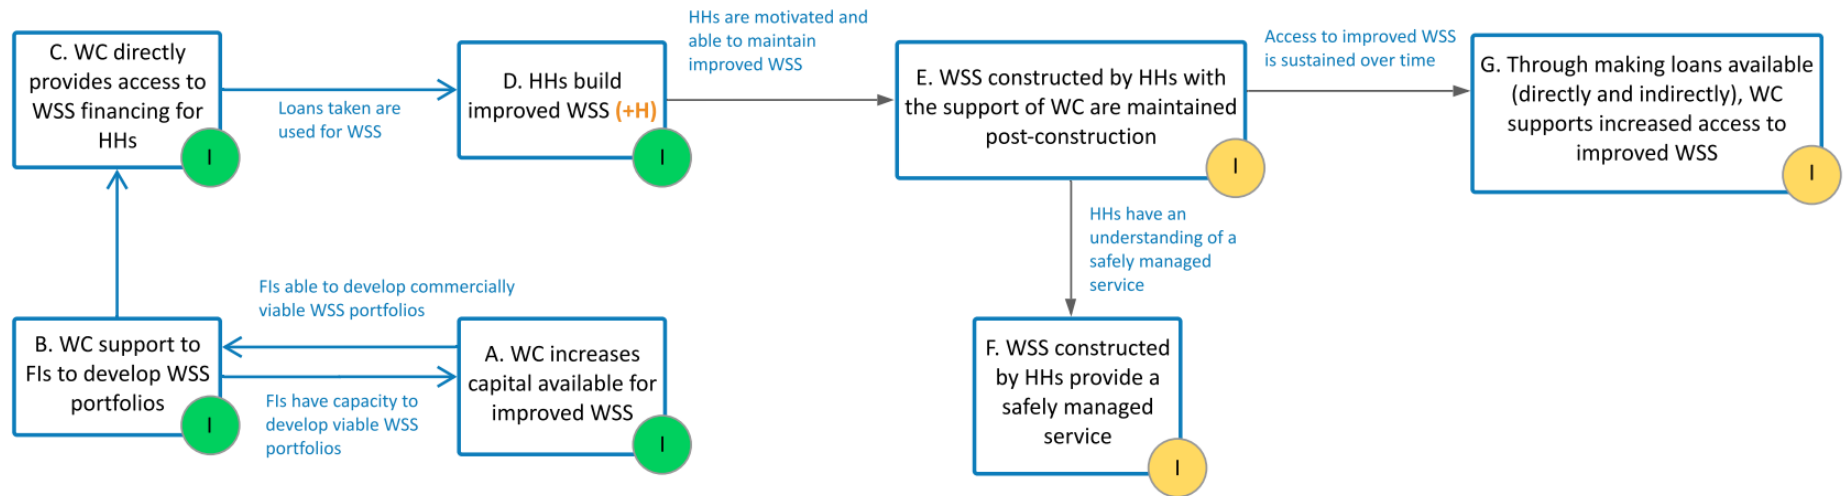 C. WC directly
provides access to
WSS financing for
HHs
I
Loans taken are
used for WSS
D. HHs build
improved WSS (+H)
I
HHs are motivated and
able to maintain
improved WSS
E. WSS constructed by HHs with
the support of WC are maintained
post-construction
I
Access to improved WSS
is sustained over time
G. Through making loans available
(directly and indirectly), WC
supports increased access to
improved WSS
I
HHs have an
understanding of a
safely managed
service
FIs able to develop commercially
viable WSS portfolios
B. WC support to
FIs to develop WSS
portfolios
I
FIs have capacity to
develop viable WSS
portfolios
A. WC increases
capital available for
improved WSS
I
F. WSS constructed
by HHs provide a
safely managed
service
I